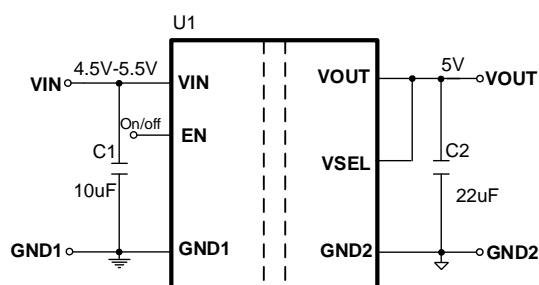 U1
VIN
4.5V-5.5V
VIN
VOUT
5V
VOUT
On/off
EN
C1
10uF
VSEL
C2
22uF
GND1
GND1
GND2
GND2